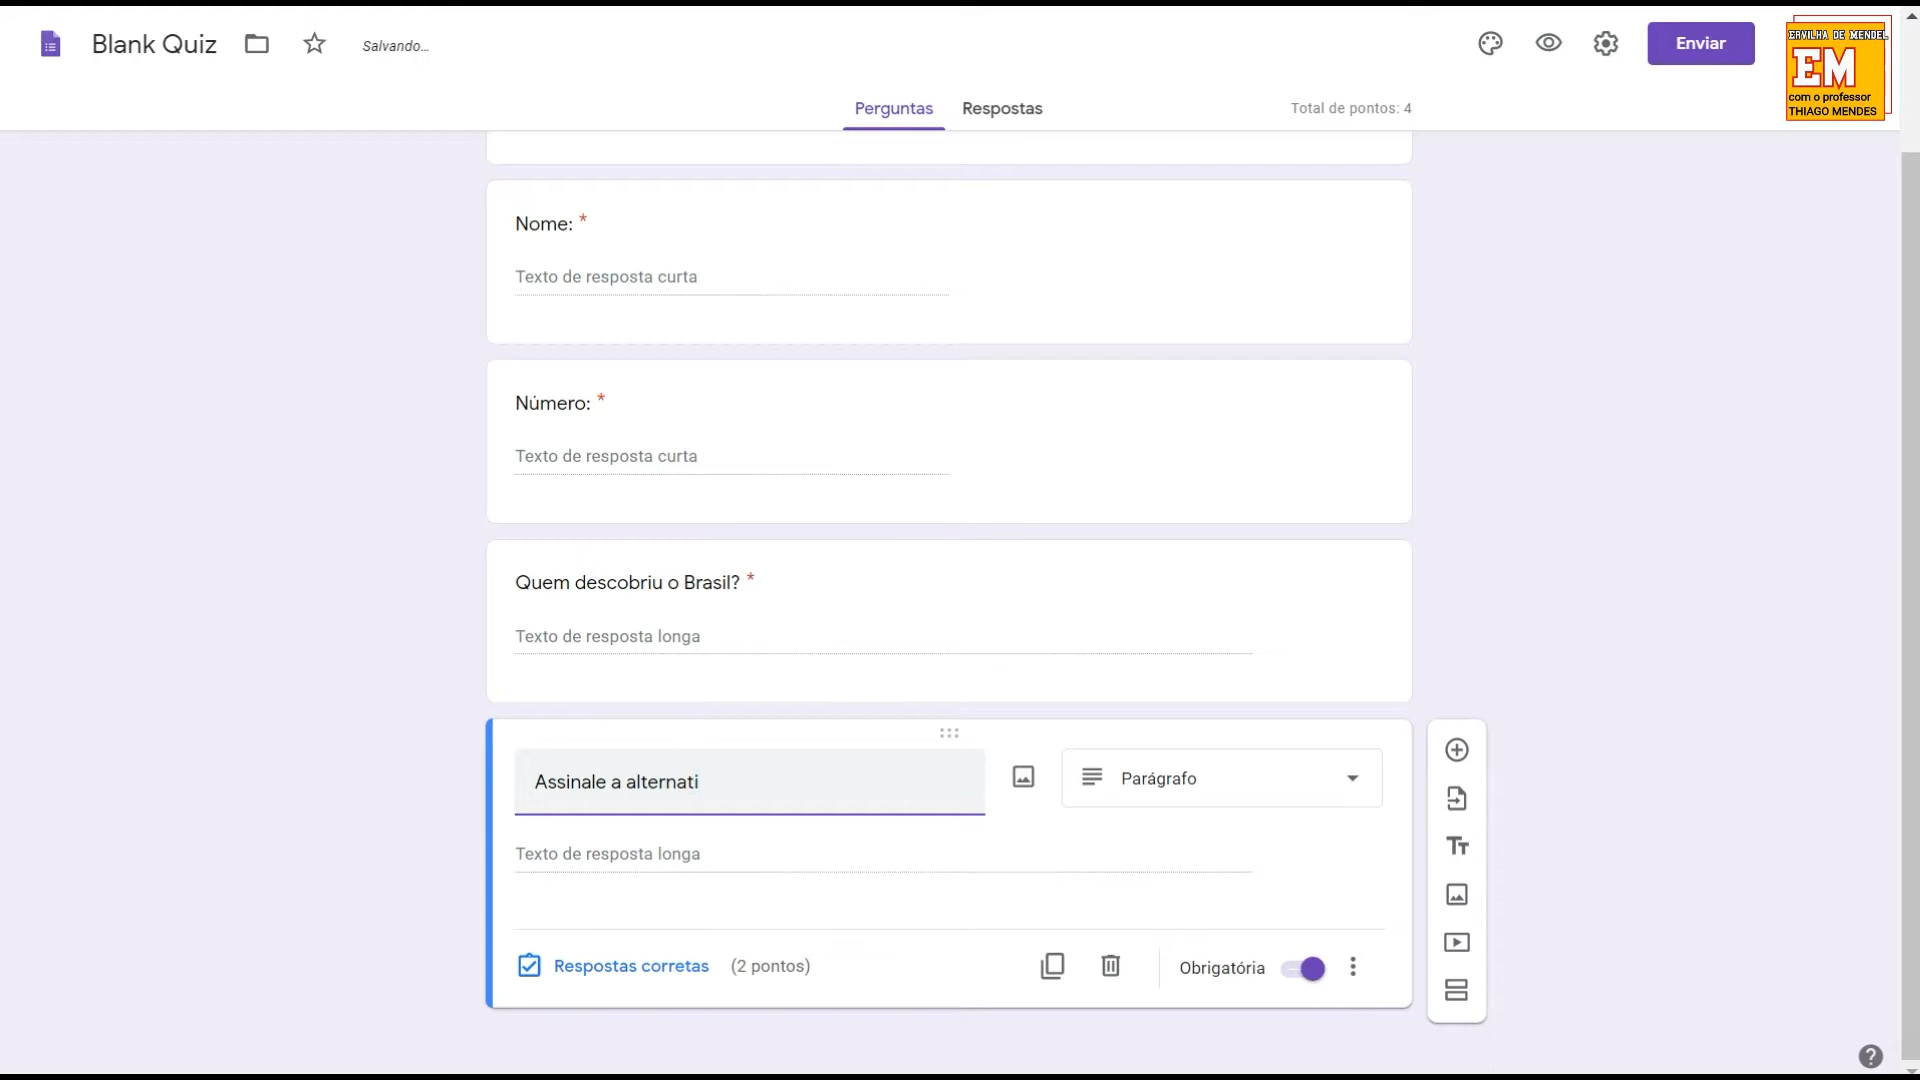 Blank Quiz
Salvando...
Enviar
ERVILHA DE MENDEL
EM
com o professor
THIAGO MENDES
Perguntas
Respostas
Total de pontos: 4
Nome: *
Texto de resposta curta
Número: *
Texto de resposta curta
Quem descobriu o Brasil? *
Texto de resposta longa
Assinale a alternati
Parágrafo
Texto de resposta longa
Respostas corretas (2 pontos)
Obrigatória